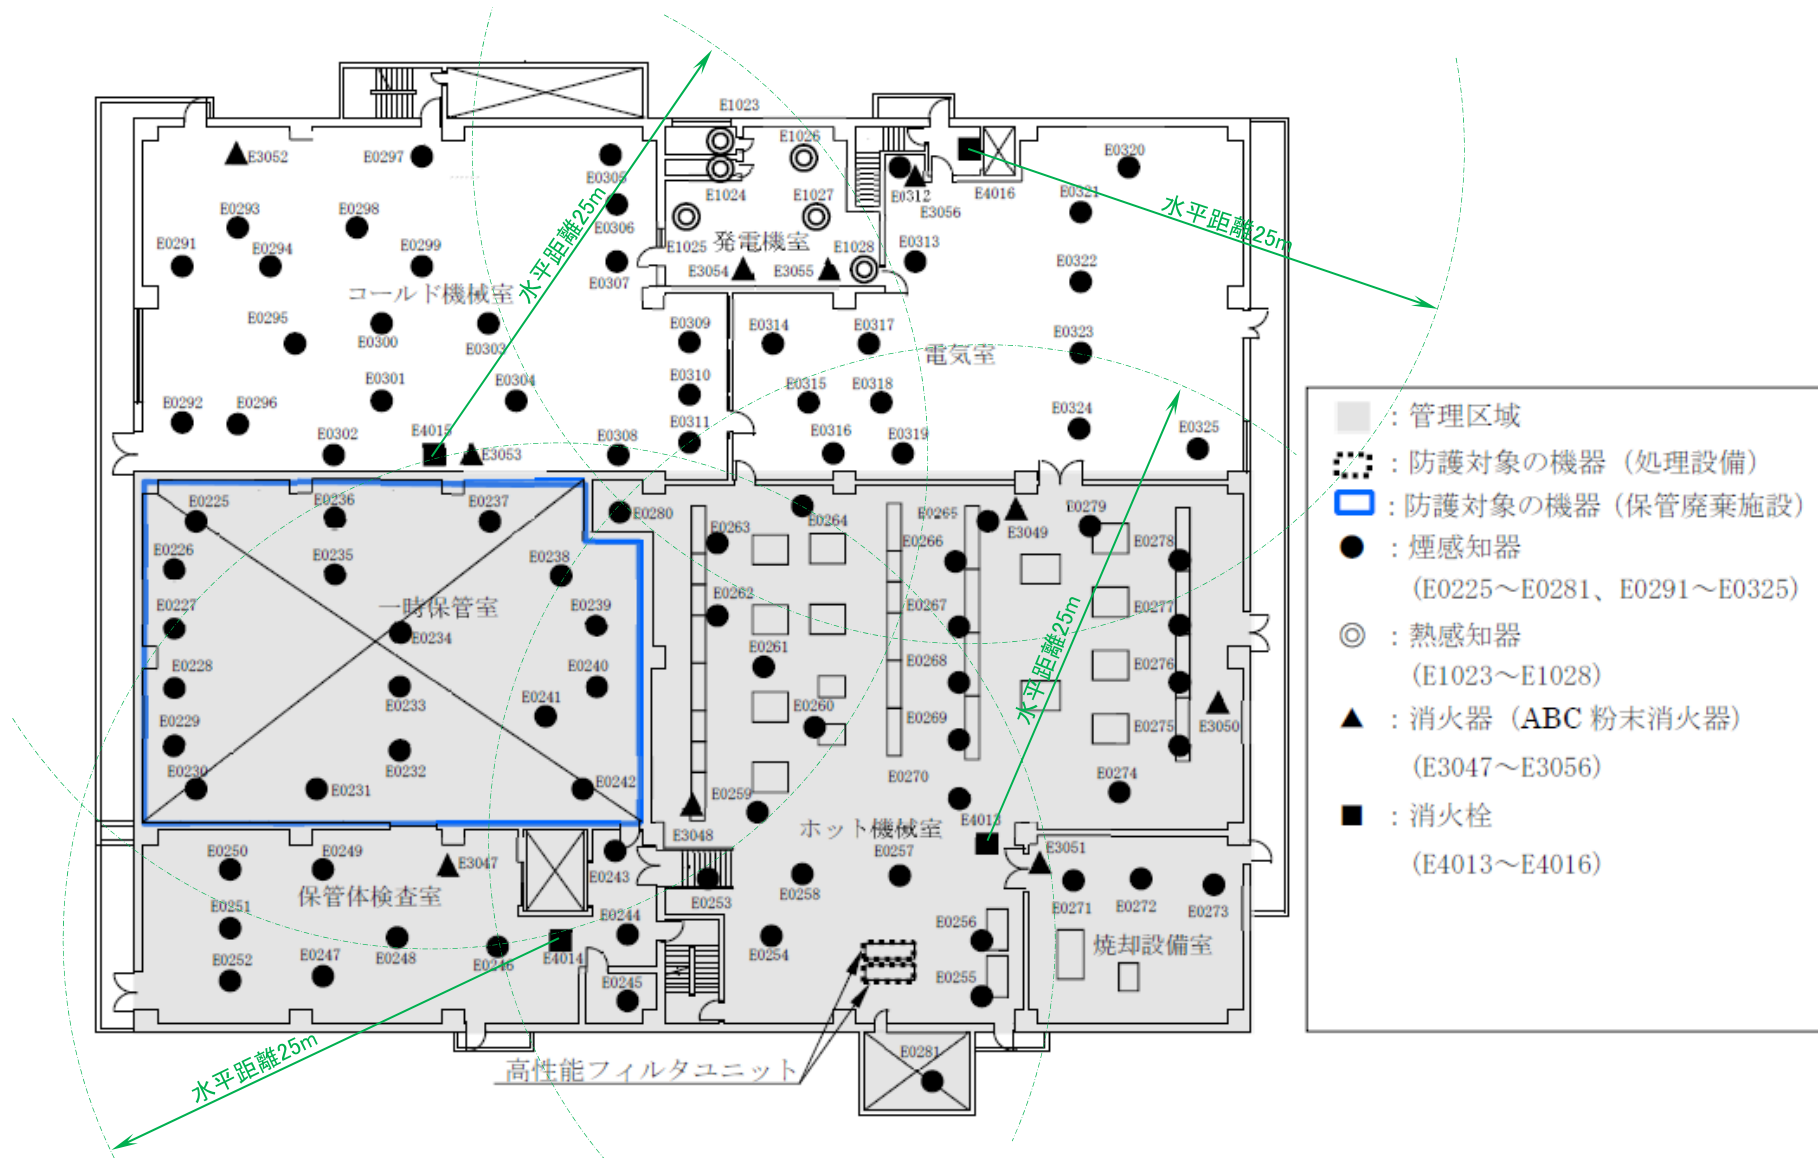 E1023
E1026
E3052
E0297
E0305
E1024
E1027
E0312
E3056
E4016
E0320
E0321
E0293
E0298
E0306
水平距離25m
水平距離25m
E0291
E0294
E0299
E1025
発電機室
E1028
E0313
E0307
E3054
E3055
E0322
コールド機械室
E0295
E0300
E0303
E0309
E0314
E0317
E0323
電気室
E0301
E0304
E0310
E0315
E0318
E0292
E0296
E0302
E4015
E3053
E0308
E0311
E0316
E0319
E0324
E0325
E0225
E0236
E0237
E0280
E0263
E0264
E0265
E3049
E0279
E0278
E0226
E0235
E0238
E0266
E0227
一時保管室
E0234
E0239
E0262
E0267
E0277
水平距離25m
E0228
E0233
E0240
E0261
E0268
E0276
E0229
E0241
E0260
E0269
E0275
E3050
E0230
E0231
E0232
E0242
E0259
E0270
E0274
E3048
ホット機械室
E4013
E0250
E0249
E3047
E0243
E0253
E0258
E0257
E3051
保管体検査室
E0251
E0252
E0247
E0248
E0246
E4014
E0244
E0245
E0254
E0256
E0255
E0271
E0272
E0273
焼却設備室
水平距離25m
高性能フィルタユニット
E0281
：管理区域
：防護対象の機器（処理設備）
：防護対象の機器（保管廃棄施設）
：煙感知器
（E0225～E0281、E0291～E0325）
：熱感知器
（E1023～E1028）
：消火器（ABC 粉末消火器）
（E3047～E3056）
：消火栓
（E4013～E4016）